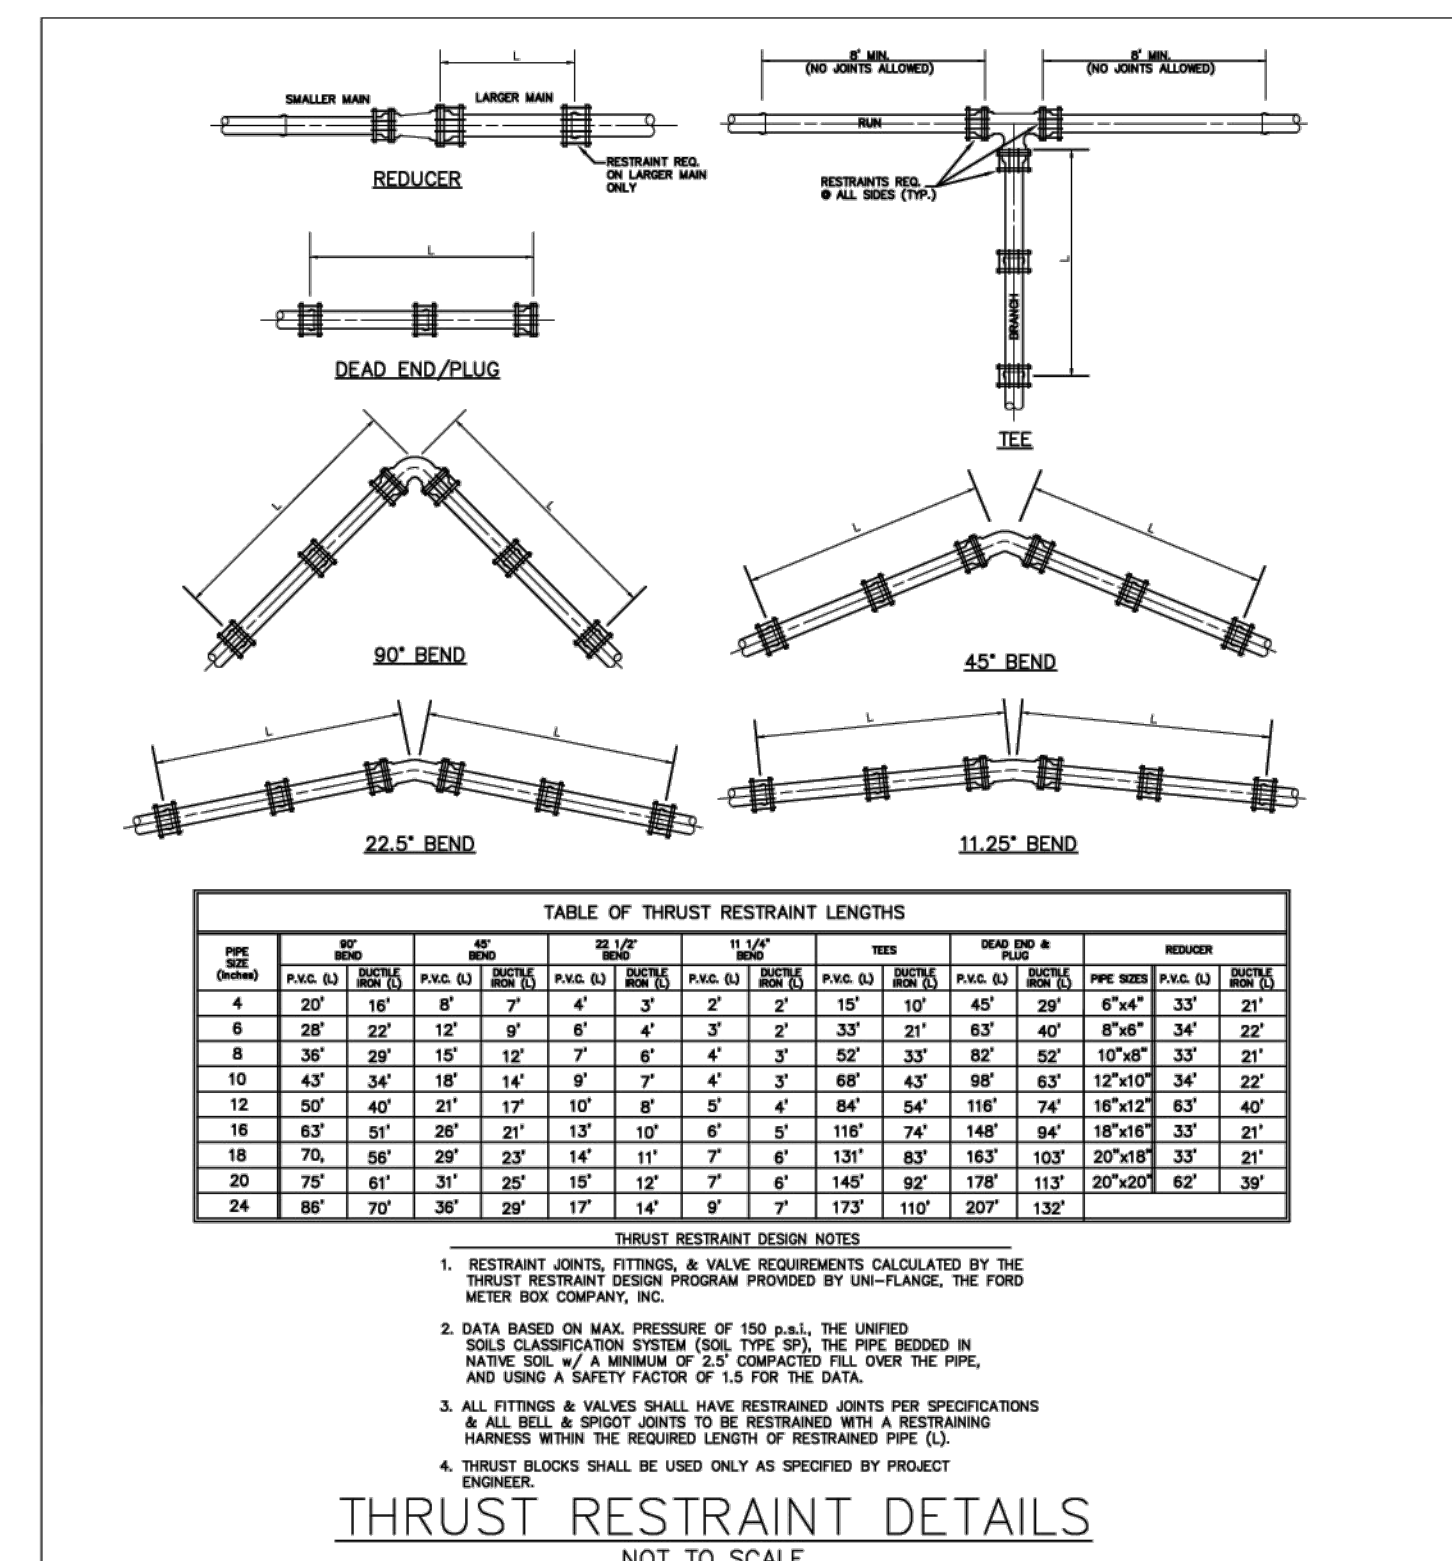 L
SMALLER MAIN
LARGER MAIN
RESTRAINT REQ.
ON LARGER MAIN
ONLY
REDUCER
8' MIN.
(NO JOINTS ALLOWED)
8' MIN.
(NO JOINTS ALLOWED)
RUN
RESTRAINTS REQ.
@ ALL SIDES (TYP.)
L
BRANCH
TEE
L
DEAD END/PLUG
L
L
90° BEND
L
L
45° BEND
L
L
22.5° BEND
L
L
11.25° BEND
TABLE OF THRUST RESTRAINT LENGTHS
PIPE SIZE (inches) 90° BEND 45° BEND 22 1/2° BEND 11 1/4° BEND TEES DEAD END & PLUG REDUCER
P.V.C. (L) DUCTILE IRON (L) P.V.C. (L) DUCTILE IRON (L) P.V.C. (L) DUCTILE IRON (L) P.V.C. (L) DUCTILE IRON (L) P.V.C. (L) DUCTILE IRON (L) P.V.C. (L) DUCTILE IRON (L) PIPE SIZES P.V.C. (L) DUCTILE IRON (L)
4 20' 16' 8' 7' 4' 3' 2' 2' 15' 10' 45' 29' 6"x4" 33' 21'
6 28' 22' 12' 9' 6' 4' 3' 2' 33' 21' 63' 40' 8"x6" 34' 22'
8 36' 29' 15' 12' 7' 6' 4' 3' 52' 33' 82' 52' 10"x8" 33' 21'
10 43' 34' 18' 14' 9' 7' 4' 3' 68' 43' 98' 63' 12"x10" 34' 22'
12 50' 40' 21' 17' 10' 8' 5' 4' 84' 54' 116' 74' 16"x12" 63' 40'
16 63' 51' 26' 21' 13' 10' 6' 5' 116' 74' 148' 94' 18"x16" 33' 21'
18 70, 56' 29' 23' 14' 11' 7' 6' 131' 83' 163' 103' 20"x18" 33' 21'
20 75' 61' 31' 25' 15' 12' 7' 6' 145' 92' 178' 113' 20"x20" 62' 39'
24 86' 70' 36' 29' 17' 14' 9' 7' 173' 110' 207' 132'
THRUST RESTRAINT DESIGN NOTES
1. RESTRAINT JOINTS, FITTINGS, & VALVE REQUIREMENTS CALCULATED BY THE
THRUST RESTRAINT DESIGN PROGRAM PROVIDED BY UNI-FLANGE, THE FORD
METER BOX COMPANY, INC.
2. DATA BASED ON MAX. PRESSURE OF 150 p.s.i., THE UNIFIED
SOILS CLASSIFICATION SYSTEM (SOIL TYPE SP), THE PIPE BEDDED IN
NATIVE SOIL w/ A MINIMUM OF 2.5' COMPACTED FILL OVER THE PIPE,
AND USING A SAFETY FACTOR OF 1.5 FOR THE DATA.
3. ALL FITTINGS & VALVES SHALL HAVE RESTRAINED JOINTS PER SPECIFICATIONS
& ALL BELL & SPIGOT JOINTS TO BE RESTRAINED WITH A RESTRAINING
HARNESS WITHIN THE REQUIRED LENGTH OF RESTRAINED PIPE (L).
4. THRUST BLOCKS SHALL BE USED ONLY AS SPECIFIED BY PROJECT
ENGINEER.
THRUST RESTRAINT DETAILS
NOT TO SCALE